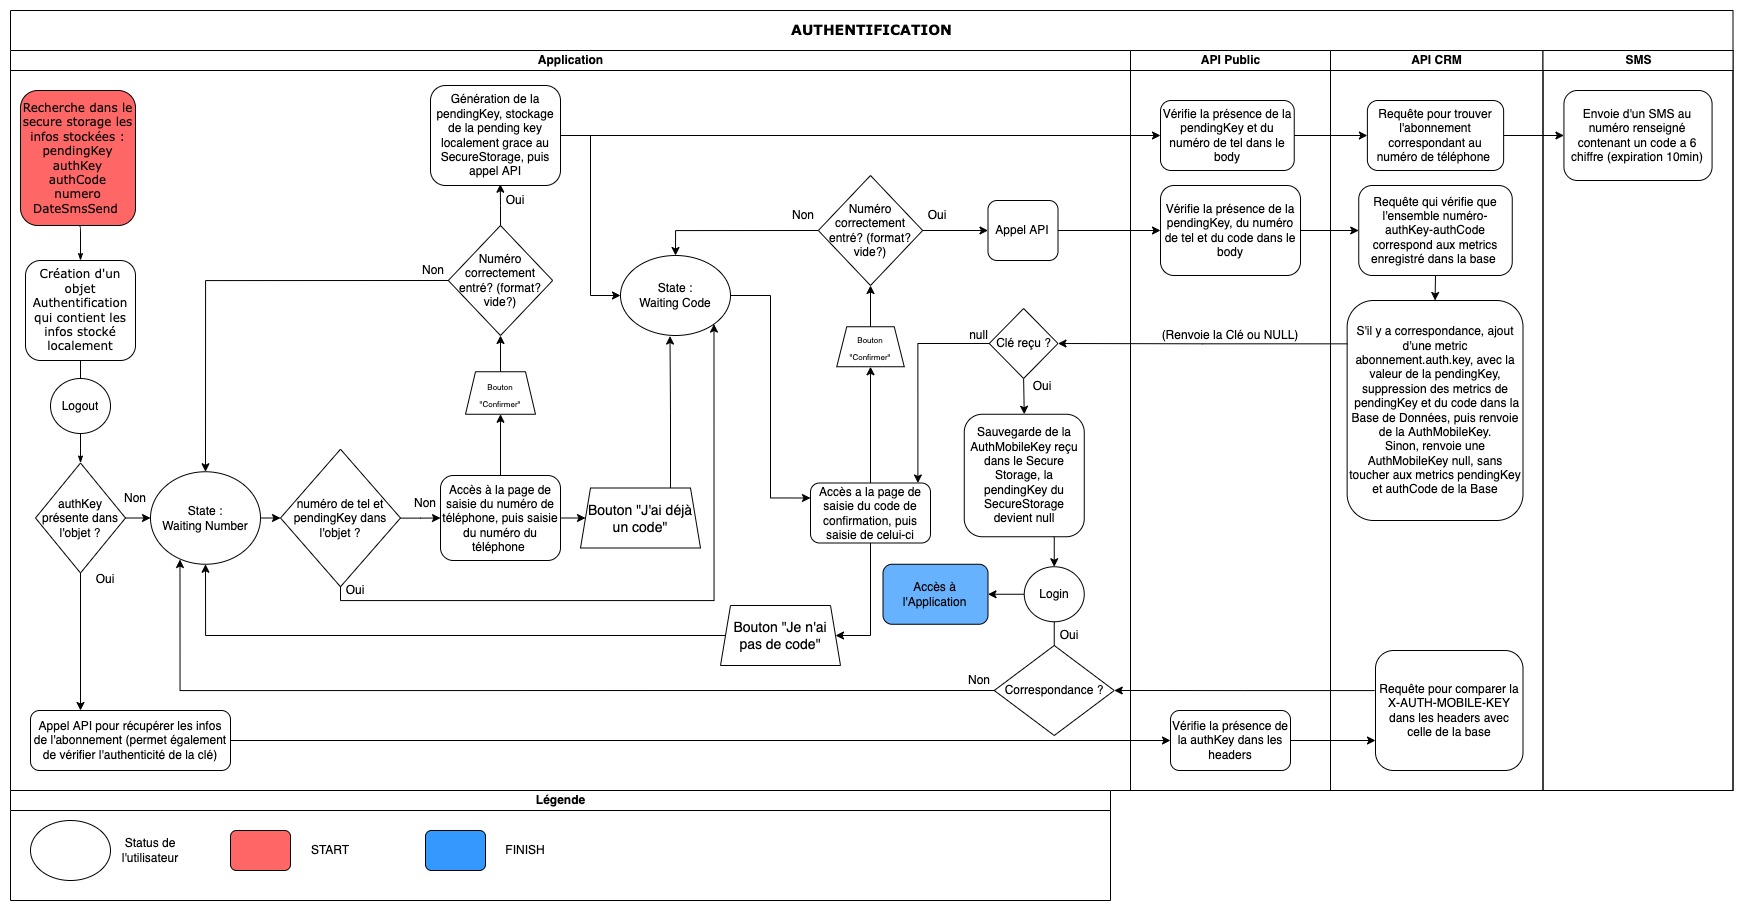 AUTHENTIFICATION
Application
API Public
API CRM
SMS
Recherche dans le
secure storage les
infos stockées :
pendingKey
authKey
authCode
numero
DateSmsSend
Création d'un
objet
Authentification
qui contient les
infos stocké
localement
Logout
authKey
présente dans
l'objet ?
Non
Oui
State :
Waiting Number
numéro de tel et
pendingKey dans
l'objet ?
Non
Oui
Accès à la page de
saisie du numéro de
téléphone, puis saisie
du numéro du
téléphone
Bouton
"Confirmer"
Numéro
correctement
entré? (format?
vide?)
Non
Oui
Génération de la
pendingKey, stockage
de la pending key
localement grace au
SecureStorage, puis
appel API
Bouton "J'ai déjà
un code"
State :
Waiting Code
Vérifie la présence de la
pendingKey et du
numéro de tel dans le
body
Requête pour trouver
l'abonnement
correspondant au
numéro de téléphone
Envoie d'un SMS au
numéro renseigné
contenant un code a 6
chiffre (expiration 10min)
Accès a la page de
saisie du code de
confirmation, puis
saisie de celui-ci
Bouton
"Confirmer"
Numéro
correctement
entré? (format?
vide?)
Non
Oui
Appel API
Vérifie la présence de la
pendingKey, du numéro
de tel et du code dans le
body
Requête qui vérifie que
l'ensemble numéro-
authKey-authCode
correspond aux metrics
enregistré dans la base
S'il y a correspondance, ajout
d'une metric
abonnement.auth.key, avec la
valeur de la pendingKey,
suppression des metrics de
pendingKey et du code dans la
Base de Données, puis renvoie
de la AuthMobileKey.
Sinon, renvoie une
AuthMobileKey null, sans
toucher aux metrics pendingKey
et authCode de la Base
(Renvoie la Clé ou NULL)
Clé reçu ?
null
Oui
Sauvegarde de la
AuthMobileKey reçu
dans le Secure
Storage, la
pendingKey du
SecureStorage
devient null
Login
Accès à
l'Application
Bouton "Je n'ai
pas de code"
Oui
Correspondance ?
Non
Appel API pour récupérer les infos
de l'abonnement (permet également
de vérifier l'authenticité de la clé)
Vérifie la présence de
la authKey dans les
headers
Requête pour comparer la
X-AUTH-MOBILE-KEY
dans les headers avec
celle de la base
Légende
Status de
l'utilisateur
START
FINISH